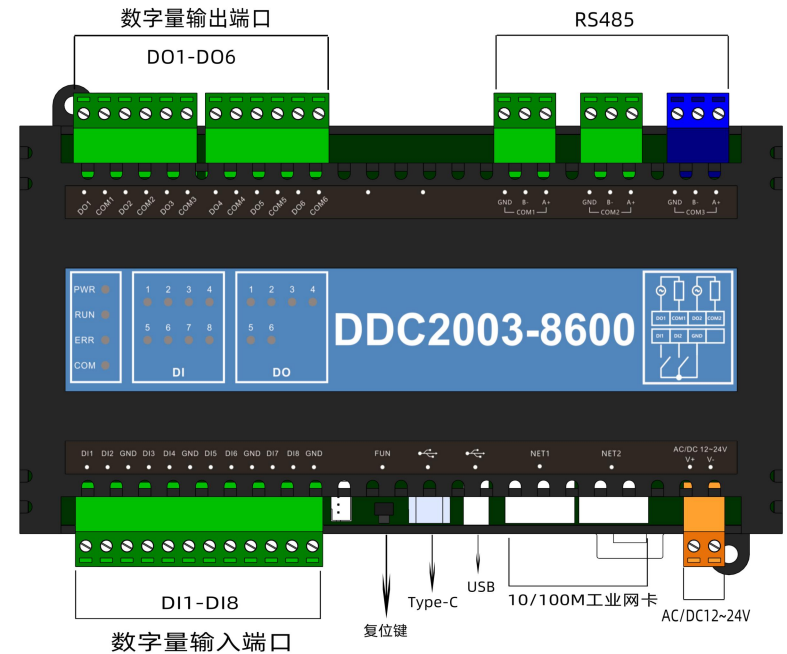 数字量输出端口
RS485
DO1-DO6
DO1 COM1 DO2 COM2 DO3 COM3 DO4 COM4 DO5 COM5 DO6 COM6
GND B- A+ GND B- A+ GND B- A+
COM1 COM2 COM3
PWR
RUN
ERR
COM
1 2 3 4
5 6 7 8
DI
1 2 3 4
5 6
DO
DDC2003-8600
DO1 COM1 DO2 COM2
DI1 DI2 GND
DI1 DI2 GND DI3 DI4 GND DI5 DI6 GND DI7 DI8 GND
FUN
NET1
NET2
AC/DC 12~24V
V+ V-
DI1-DI8
数字量输入端口
复位键
Type-C
USB
10/100M工业网卡
AC/DC12~24V